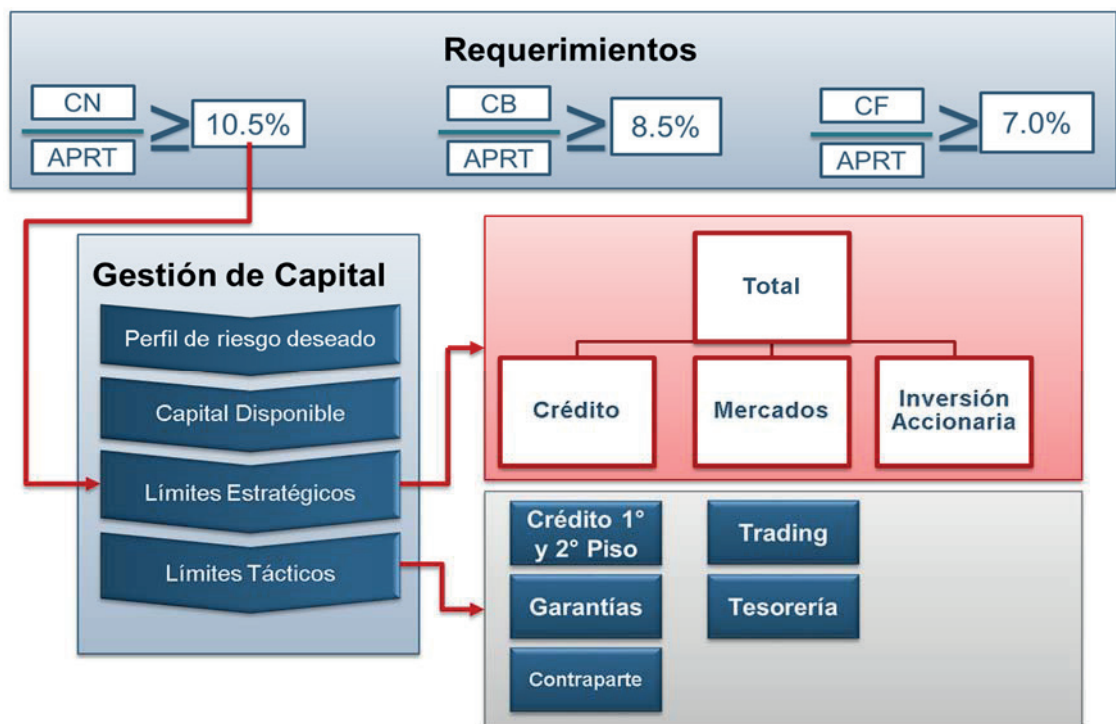 Requerimientos
CN
APRT
≥
10.5%
CB
APRT
≥
8.5%
CF
APRT
≥
7.0%
Gestión de Capital
Perfil de riesgo deseado
Capital Disponible
Límites Estratégicos
Límites Tácticos
Total
Crédito
Mercados
Inversión
Accionaria
Crédito 1°
y 2° Piso
Trading
Garantías
Tesorería
Contraparte